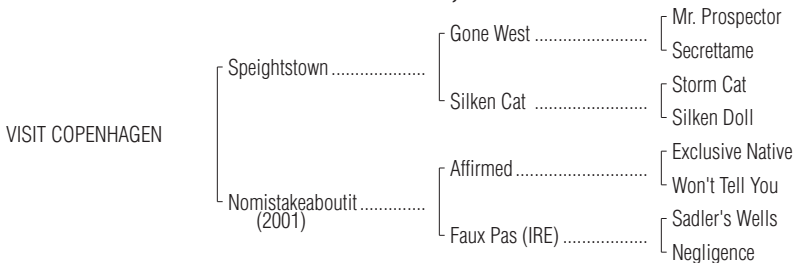 Mr. Prospector
Gone West ....................
Secrettame
Speightstown ....................
Storm Cat
Silken Cat ....................
Silken Doll
VISIT COPENHAGEN
Exclusive Native
Affirmed .......................
Won't Tell You
Nomistakeaboutit ..............
(2001)
Sadler's Wells
Faux Pas (IRE) ..................
Negligence